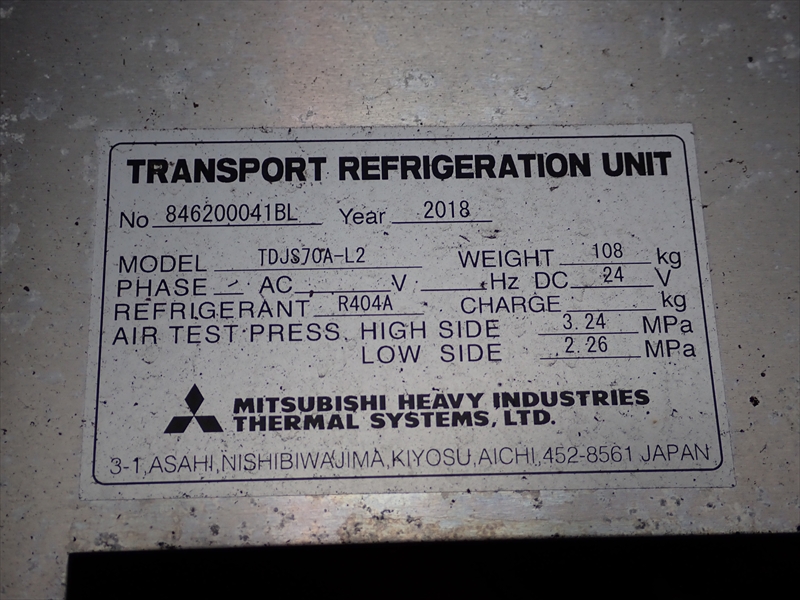 TRANSPORT REFRIGERATION UNIT
No 846200041BL Year 2018
MODEL TDJS70A-L2 WEIGHT 108 kg
PHASE AC V Hz DC 24 V
REFRIGERANT R404A CHARGE kg
AIR TEST PRESS. HIGH SIDE 3.24 MPa
LOW SIDE 2.26 MPa
MITSUBISHI HEAVY INDUSTRIES
THERMAL SYSTEMS, LTD.
3-1,ASAHI,NISHIBIWAJIMA,KIYOSU,AICHI,452-8561 JAPAN